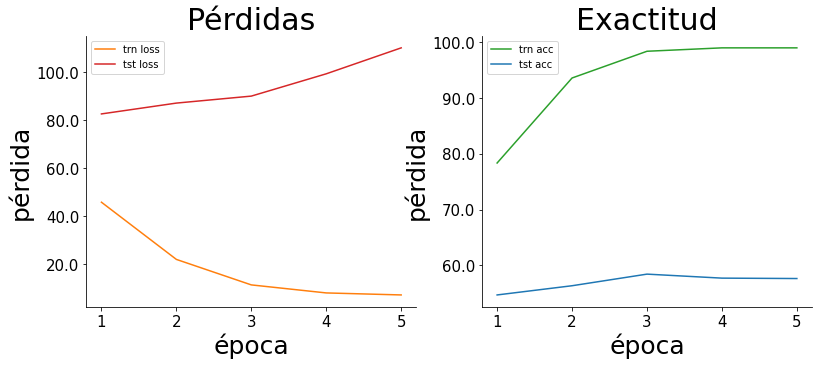 Pérdidas
trn loss
tst loss
100.0
80.0
60.0
40.0
20.0
pérdida
1 2 3 4 5
época
Exactitud
trn acc
tst acc
100.0
90.0
80.0
70.0
60.0
pérdida
1 2 3 4 5
época